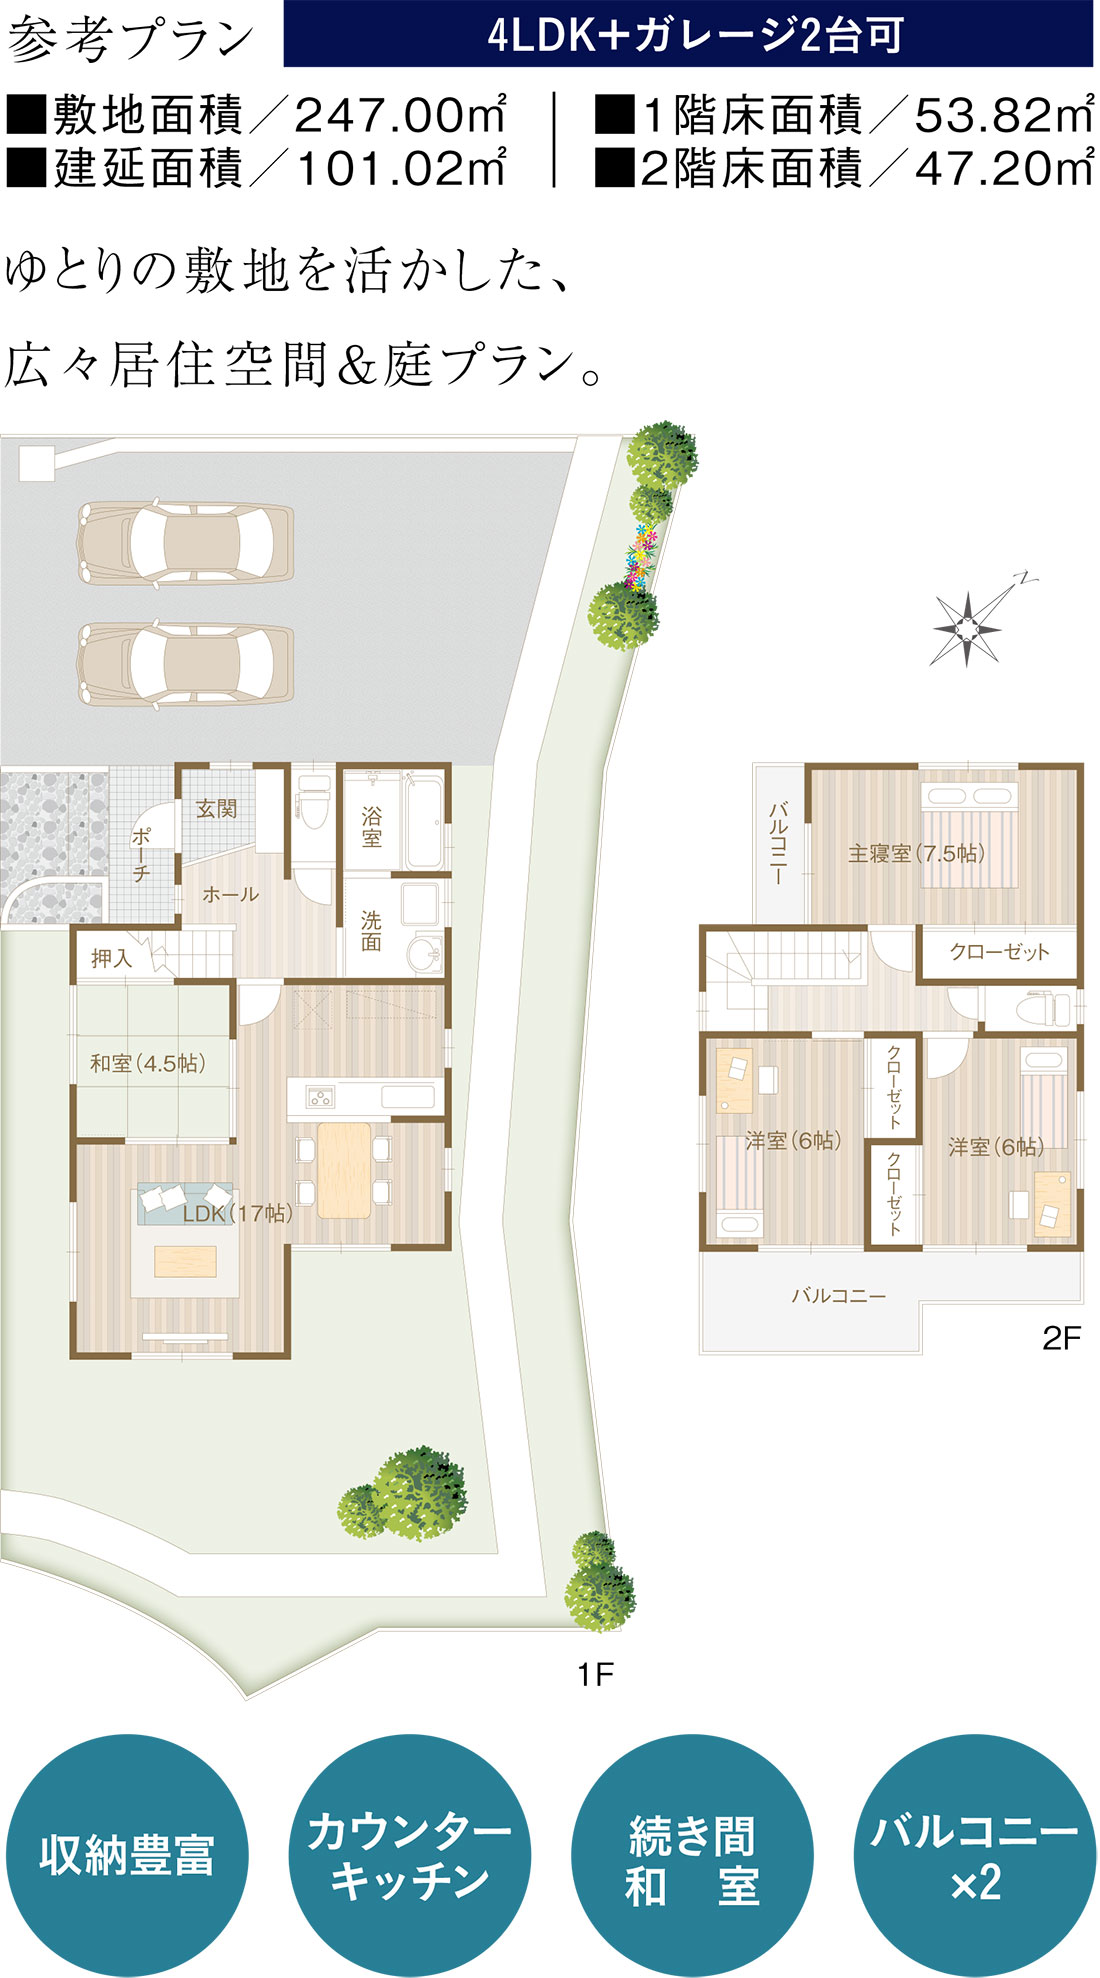 参考プラン
4LDK＋ガレージ2台可
■敷地面積／247.00㎡
■建延面積／101.02㎡
■1階床面積／53.82㎡
■2階床面積／47.20㎡
ゆとりの敷地を活かした、
広々居住空間&庭プラン。
N
玄関
浴室
ポーチ
ホール
洗面
押入
和室（4.5帖）
LDK（17帖）
1F
バルコニー
主寝室（7.5帖）
クローゼット
クローゼット
洋室（6帖）
洋室（6帖）
クローゼット
バルコニー
2F
収納豊富
カウンター
キッチン
続き間
和　室
バルコニー
×2